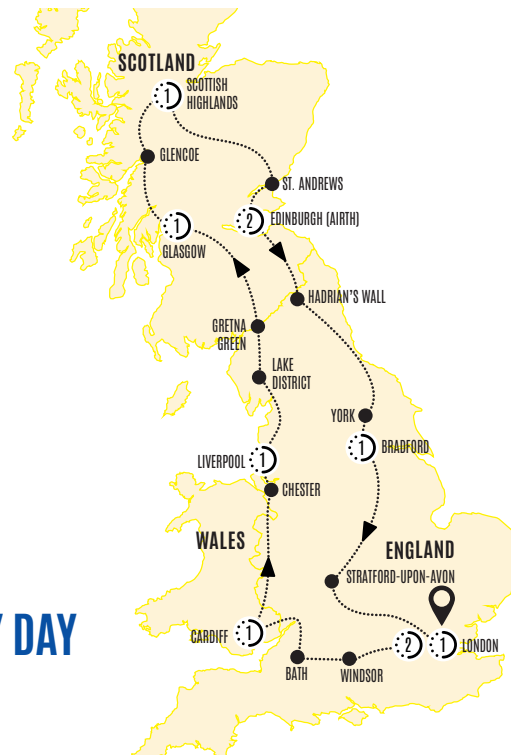 SCOTLAND
1
SCOTTISH
HIGHLANDS
GLENCOE
ST. ANDREWS
2
EDINBURGH (AIRTH)
1
GLASGOW
HADRIAN'S WALL
GRETNA
GREEN
LAKE
DISTRICT
YORK
1
BRADFORD
LIVERPOOL
1
CHESTER
WALES
ENGLAND
STRATFORD-UPON-AVON
Y DAY
CARDIFF
1
2
1
LONDON
BATH
WINDSOR